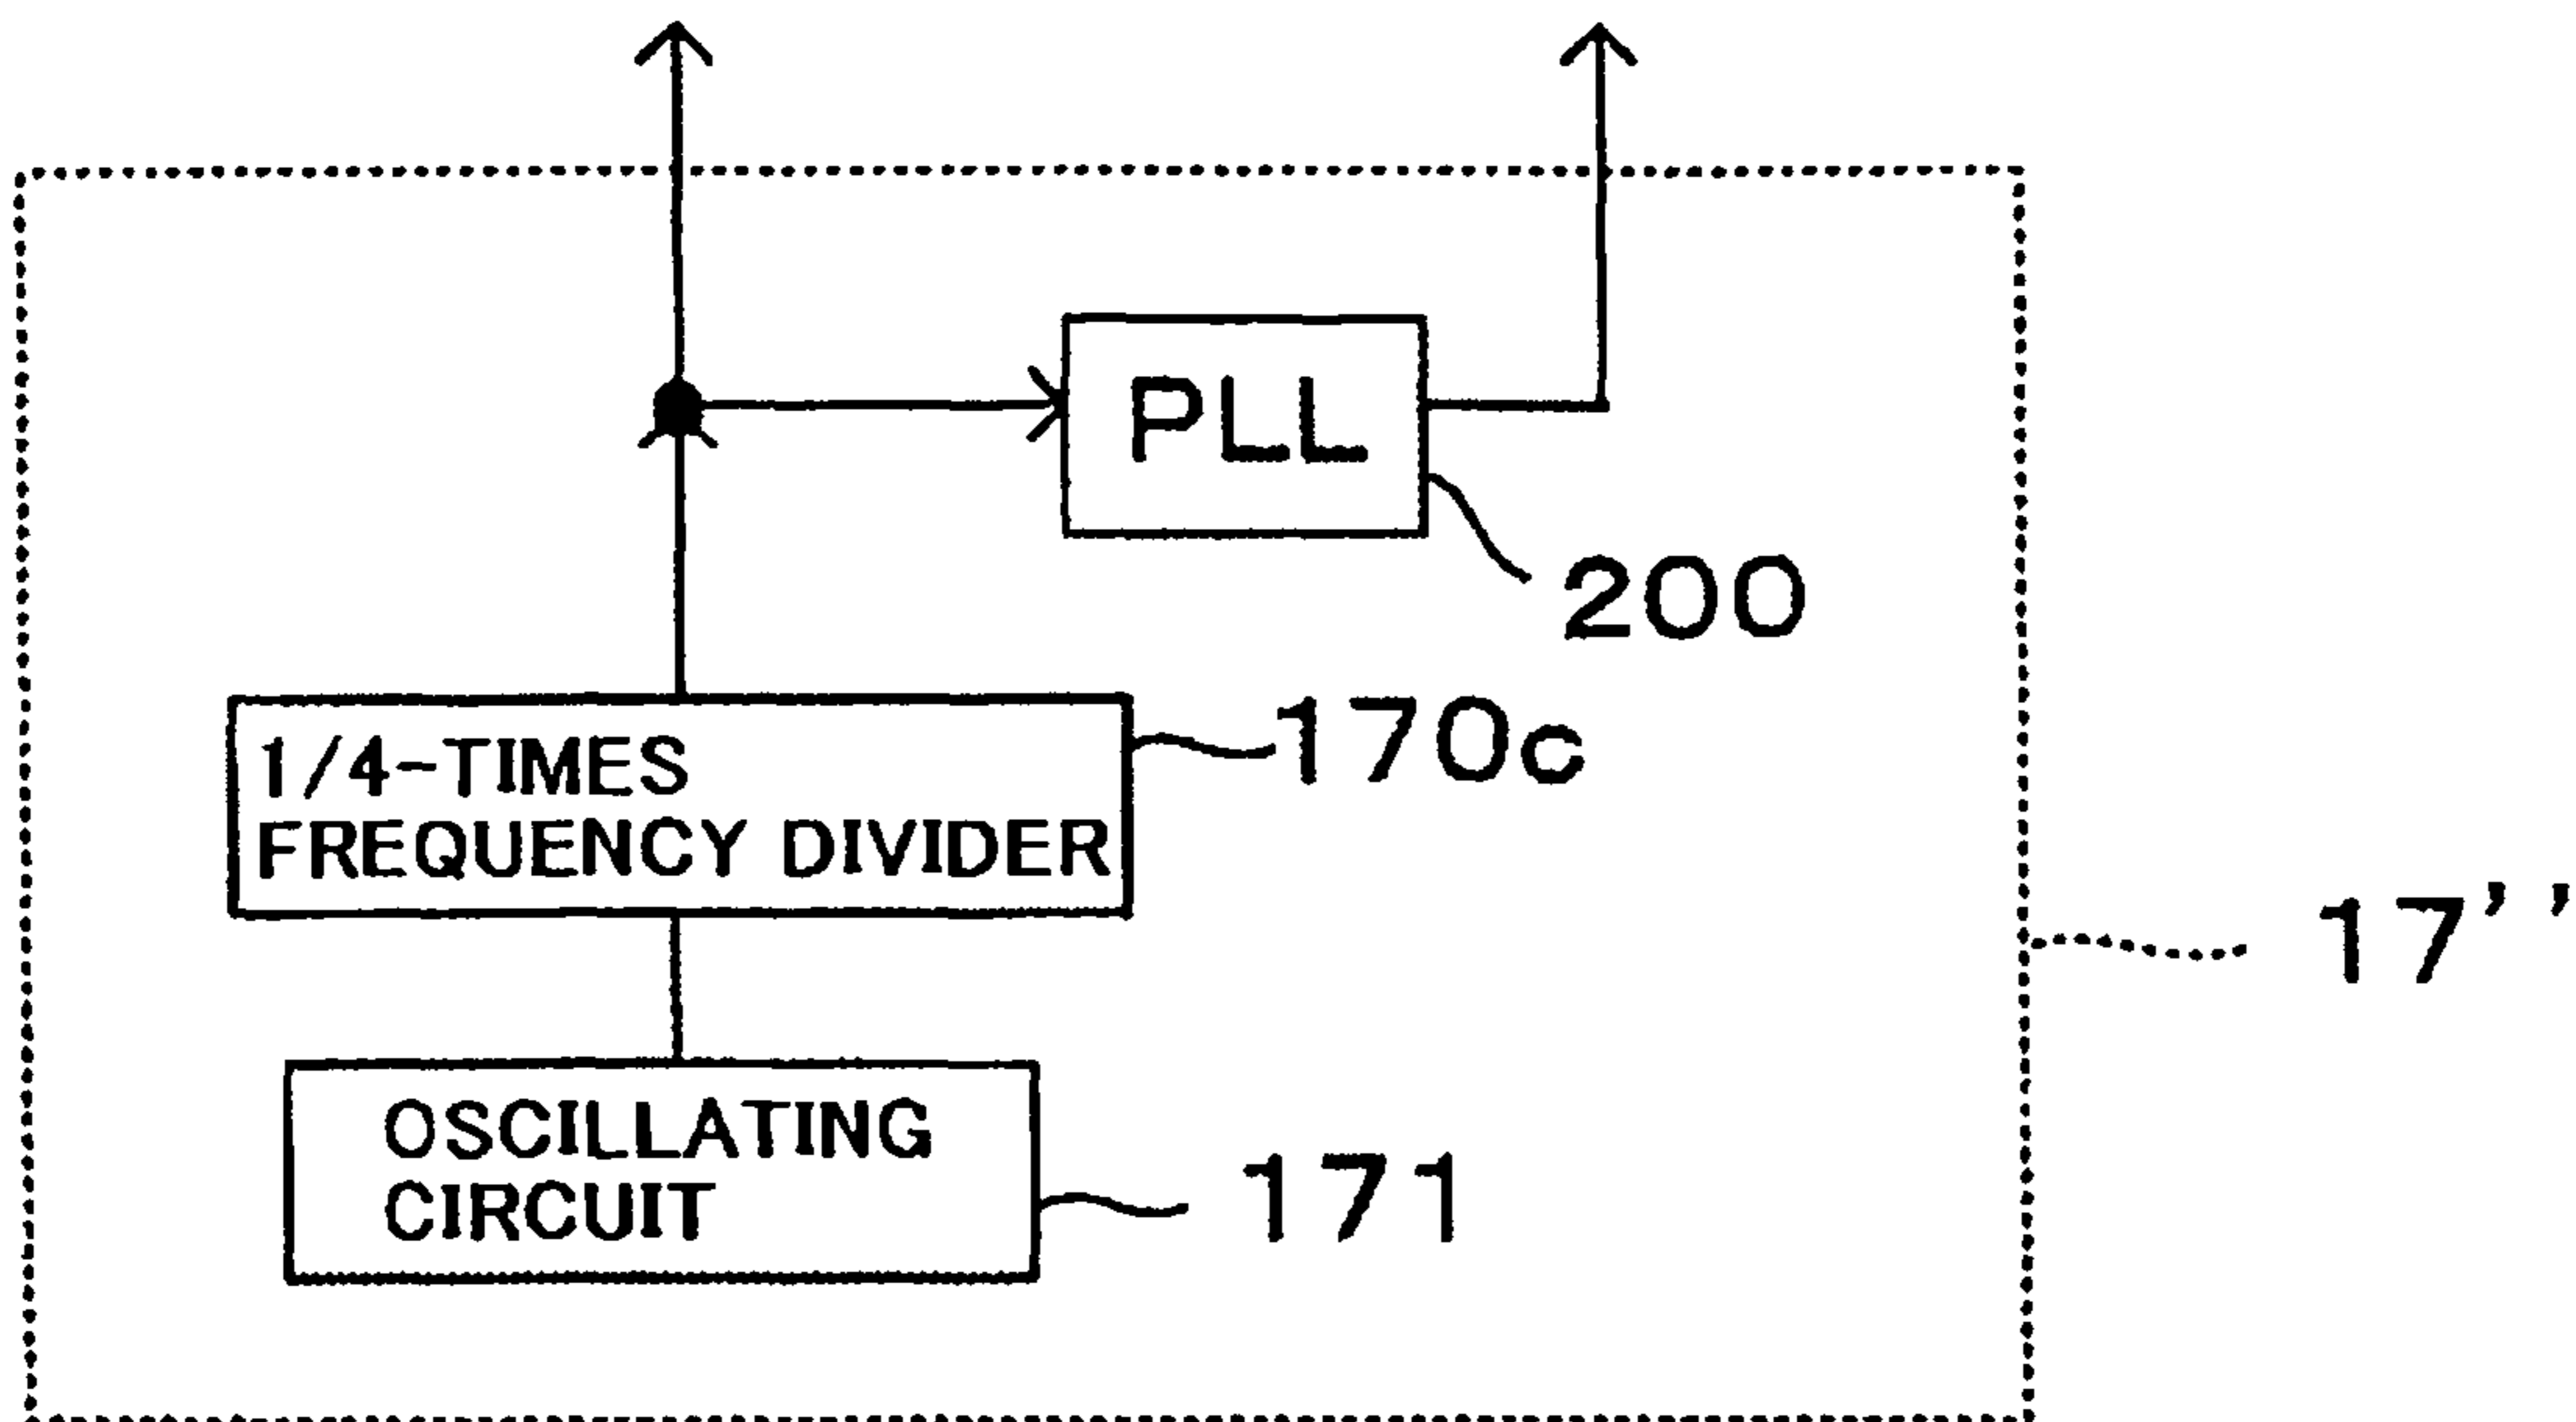 PLL
200
170c
1/4-TIMES
FREQUENCY DIVIDER
17''
OSCILLATING
CIRCUIT
171